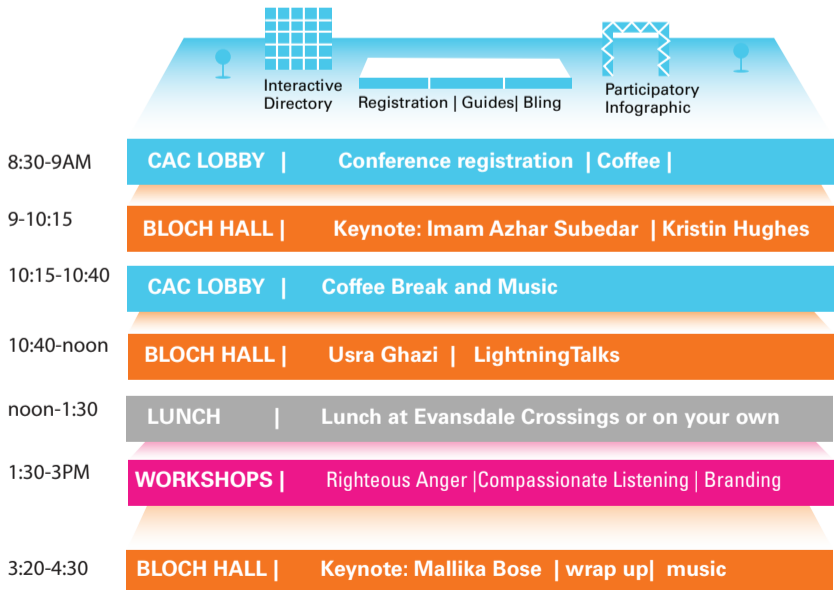 Interactive
Directory
Registration | Guides| Bling
Participatory
Infographic
8:30-9AM CAC LOBBY | Conference registration | Coffee |
9-10:15 BLOCH HALL | Keynote: Imam Azhar Subedar | Kristin Hughes
10:15-10:40 CAC LOBBY | Coffee Break and Music
10:40-noon BLOCH HALL | Usra Ghazi | LightningTalks
noon-1:30 LUNCH | Lunch at Evansdale Crossings or on your own
1:30-3PM WORKSHOPS | Righteous Anger |Compassionate Listening | Branding
3:20-4:30 BLOCH HALL | Keynote: Mallika Bose | wrap up| music